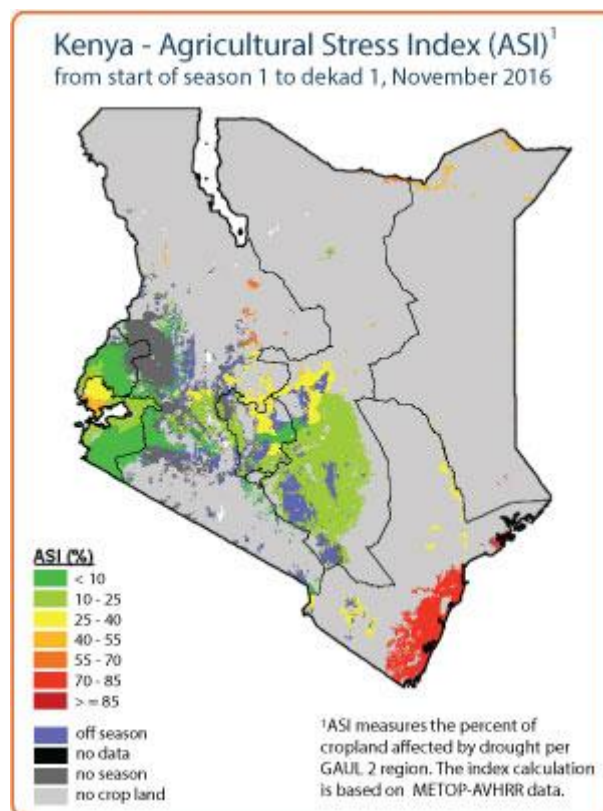 Kenya - Agricultural Stress Index (ASI)¹
from start of season 1 to dekad 1, November 2016
ASI (%)
< 10
10 - 25
25 - 40
40 - 55
55 - 70
70 - 85
> = 85
off season
no data
no season
no crop land
¹ASI measures the percent of
cropland affected by drought per
GAUL 2 region. The index calculation
is based on METOP-AVHRR data.